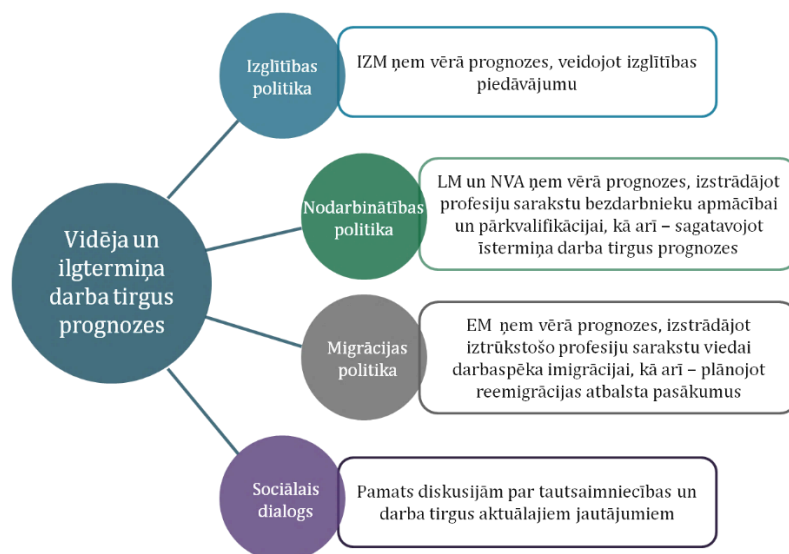 Vidēja un
ilgtermiņa
darba tirgus
prognozes
Izglītības
politika
IZM ņem vērā prognozes, veidojot izglītības
piedāvājumu
Nodarbinātības
politika
LM un NVA ņem vērā prognozes, izstrādājot
profesiju sarakstu bezdarbnieku apmācībai
un pārkvalifikācijai, kā arī – sagatavojot
īstermiņa darba tirgus prognozes
Migrācijas
politika
EM ņem vērā prognozes, izstrādājot
iztrūkstošo profesiju sarakstu viedai
darbaspēka imigrācijai, kā arī – plānojot
reemigrācijas atbalsta pasākumus
Sociālais
dialogs
Pamats diskusijām par tautsaimniecības un
darba tirgus aktuālajiem jautājumiem